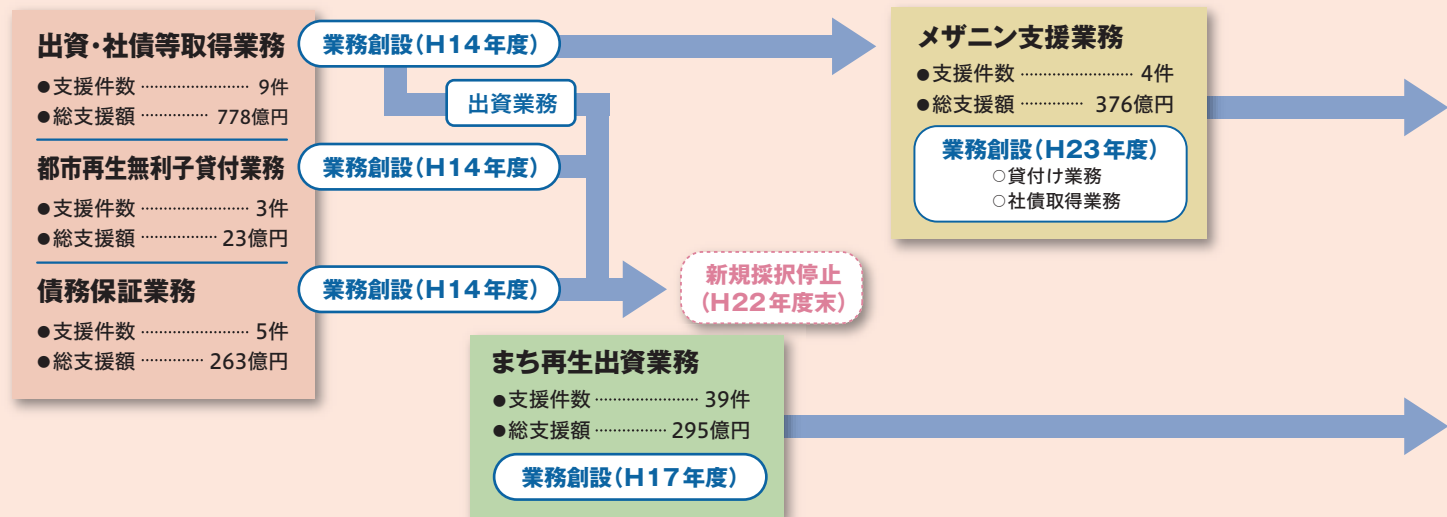 出資・社債等取得業務
業務創設(H14年度)
●支援件数 …………………… 9件
●総支援額 …………… 778億円
出資業務
都市再生無利子貸付業務
業務創設(H14年度)
●支援件数 …………………… 3件
●総支援額 ……………… 23億円
債務保証業務
業務創設(H14年度)
●支援件数 …………………… 5件
●総支援額 ………… 263億円
新規採択停止
(H22年度末)
メザニン支援業務
●支援件数 …………………… 4件
●総支援額 ………… 376億円
業務創設(H23年度)
○貸付け業務
○社債取得業務
まち再生出資業務
●支援件数 ………………… 39件
●総支援額 …………… 295億円
業務創設(H17年度)